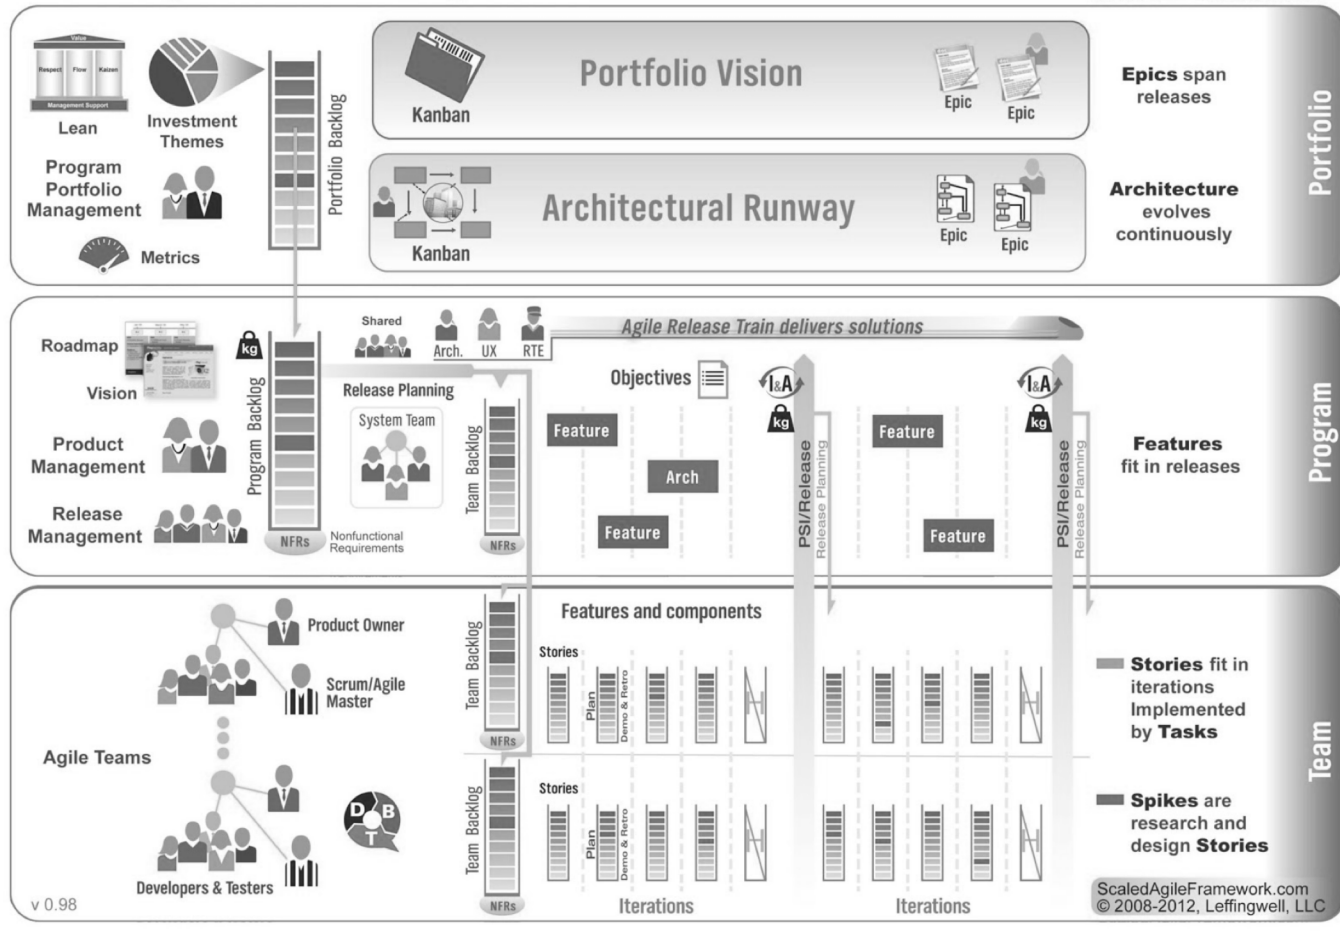 Value
Respect
Flow
Kaizen
Management Support
Lean
Investment
Themes
Program
Portfolio
Management
Metrics
Portfolio Backlog
Kanban
Portfolio Vision
Epic
Epic
Epics span
releases
Kanban
Architectural Runway
Epic
Epic
Architecture
evolves
continuously
Portfolio
Roadmap
Vision
Product
Management
Release
Management
kg
Program Backlog
NFRs
Nonfunctional
Requirements
Shared
Arch.
UX
RTE
Agile Release Train delivers solutions
Release Planning
System Team
Team Backlog
NFRs
Objectives
Feature
Arch
Feature
I&A
kg
PSI/Release
Release Planning
Feature
Feature
I&A
kg
PSI/Release
Release Planning
Features
fit in releases
Program
Product Owner
Scrum/Agile
Master
Agile Teams
Developers & Testers
D
B
T
v 0.98
Team Backlog
NFRs
Features and components
Stories
Plan
Demo & Retro
H
H
Team Backlog
NFRs
Stories
Plan
Demo & Retro
H
H
Iterations
Iterations
Stories fit in
iterations
Implemented
by Tasks
Spikes are
research and
design Stories
Team
ScaledAgileFramework.com
© 2008-2012, Leffingwell, LLC